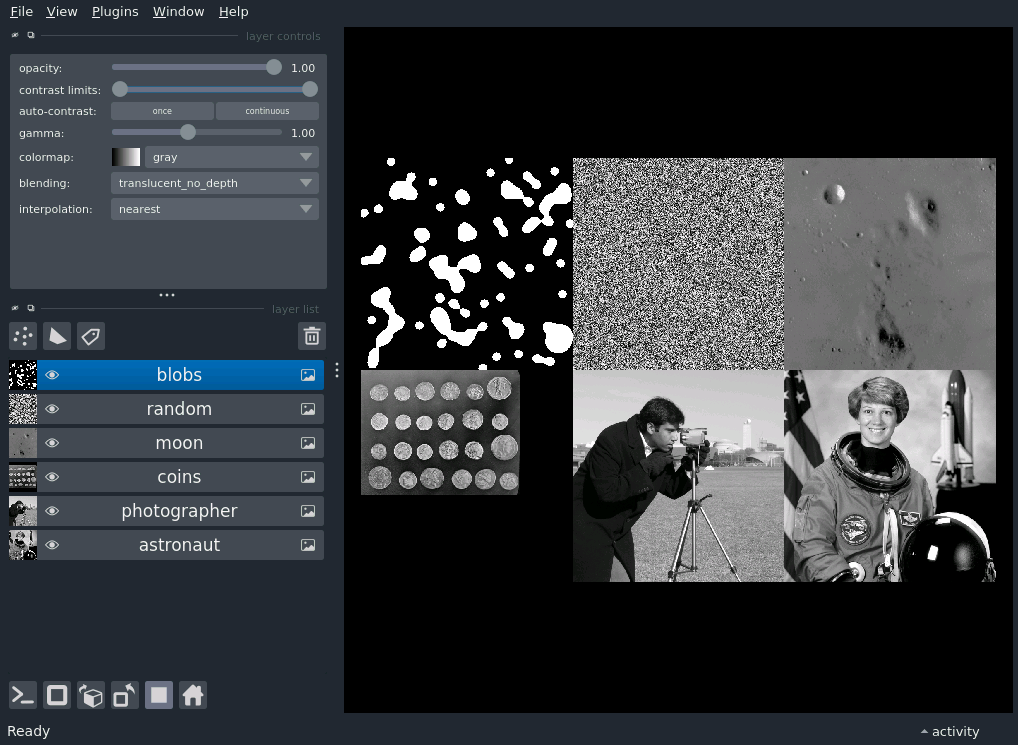 File View Plugins Window Help
layer controls
opacity: 1.00
contrast limits:
auto-contrast: once continuous
gamma: 1.00
colormap: gray
blending: translucent_no_depth
interpolation: nearest
layer list
blobs
random
moon
coins
photographer
astronaut
Ready
activity